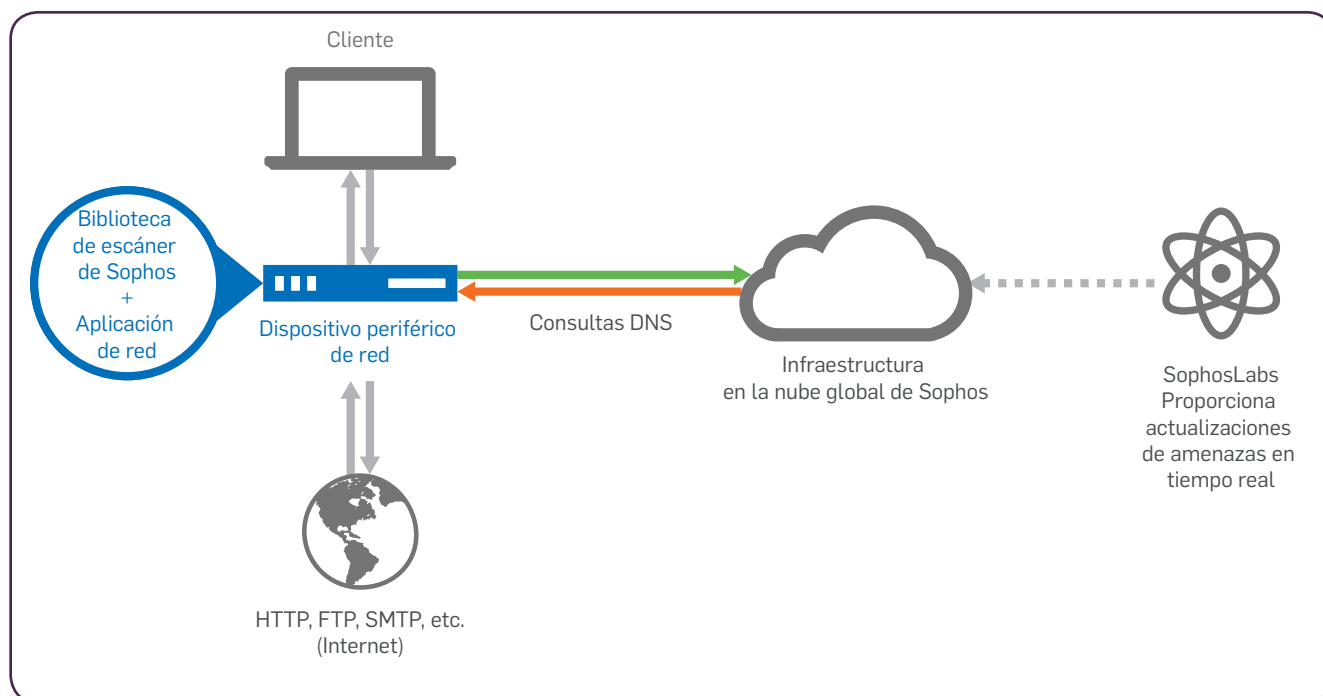 Cliente
Biblioteca
de escáner
de Sophos
+
Aplicación
de red
Dispositivo periférico
de red
Consultas DNS
Infraestructura
en la nube global de Sophos
SophosLabs
Proporciona
actualizaciones
de amenazas en
tiempo real
HTTP, FTP, SMTP, etc.
(Internet)